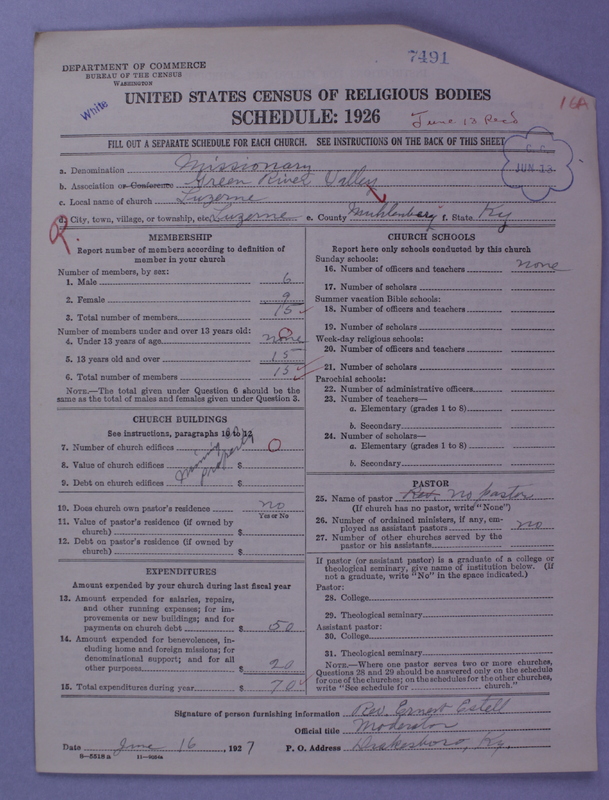 7491
DEPARTMENT OF COMMERCE
BUREAU OF THE CENSUS
WASHINGTON
White
UNITED STATES CENSUS OF RELIGIOUS BODIES
SCHEDULE: 1926
June 13 Rec'd
16A
FILL OUT A SEPARATE SCHEDULE FOR EACH CHURCH. SEE INSTRUCTIONS ON THE BACK OF THIS SHEET
C. C.
JUN 13
a. Denomination Missionary
b. Association or Conference Green River Valley
c. Local name of church Luzerne
d. City, town, village, or township, etc. Luzerne e. County Muhlenberg f. State Ky
R.
MEMBERSHIP
Report number of members according to definition of member in your church
Number of members, by sex:
1. Male 6
2. Female 9
3. Total number of members 15
Number of members under and over 13 years old:
4. Under 13 years of age none 0
5. 13 years old and over 15
6. Total number of members 15
NOTE.—The total given under Question 6 should be the same as the total of males and females given under Question 3.
CHURCH BUILDINGS
See instructions, paragraphs 10 to 12
7. Number of church edifices 0
8. Value of church edifices $
9. Debt on church edifices $
mining property
10. Does church own pastor's residence no
Yes or No
11. Value of pastor's residence (if owned by church) $
12. Debt on pastor's residence (if owned by church) $
EXPENDITURES
Amount expended by your church during last fiscal year
13. Amount expended for salaries, repairs, and other running expenses; for improvements or new buildings; and for payments on church debt $ 50
14. Amount expended for benevolences, including home and foreign missions; for denominational support; and for all other purposes $ 20
15. Total expenditures during year $ 70
CHURCH SCHOOLS
Report here only schools conducted by this church
Sunday schools:
16. Number of officers and teachers none
17. Number of scholars
Summer vacation Bible schools:
18. Number of officers and teachers
19. Number of scholars
Week-day religious schools:
20. Number of officers and teachers
21. Number of scholars
Parochial schools:
22. Number of administrative officers
23. Number of teachers—
a. Elementary (grades 1 to 8)
b. Secondary
24. Number of scholars—
a. Elementary (grades 1 to 8)
b. Secondary
PASTOR
25. Name of pastor Rev. no pastor
(If church has no pastor, write "None")
26. Number of ordained ministers, if any, employed as assistant pastors no
27. Number of other churches served by the pastor or his assistants
If pastor (or assistant pastor) is a graduate of a college or theological seminary, give name of institution below. (If not a graduate, write "No" in the space indicated.)
Pastor:
28. College
29. Theological seminary
Assistant pastor:
30. College
31. Theological seminary
NOTE.—Where one pastor serves two or more churches, Questions 28 and 29 should be answered only on the schedule for one of the churches; on the schedules for the other churches, write "See schedule for church."
Signature of person furnishing information Rev. Ernest Estell
Official title Moderator
Date June 16, 1927 P. O. Address Drakesboro, Ky.